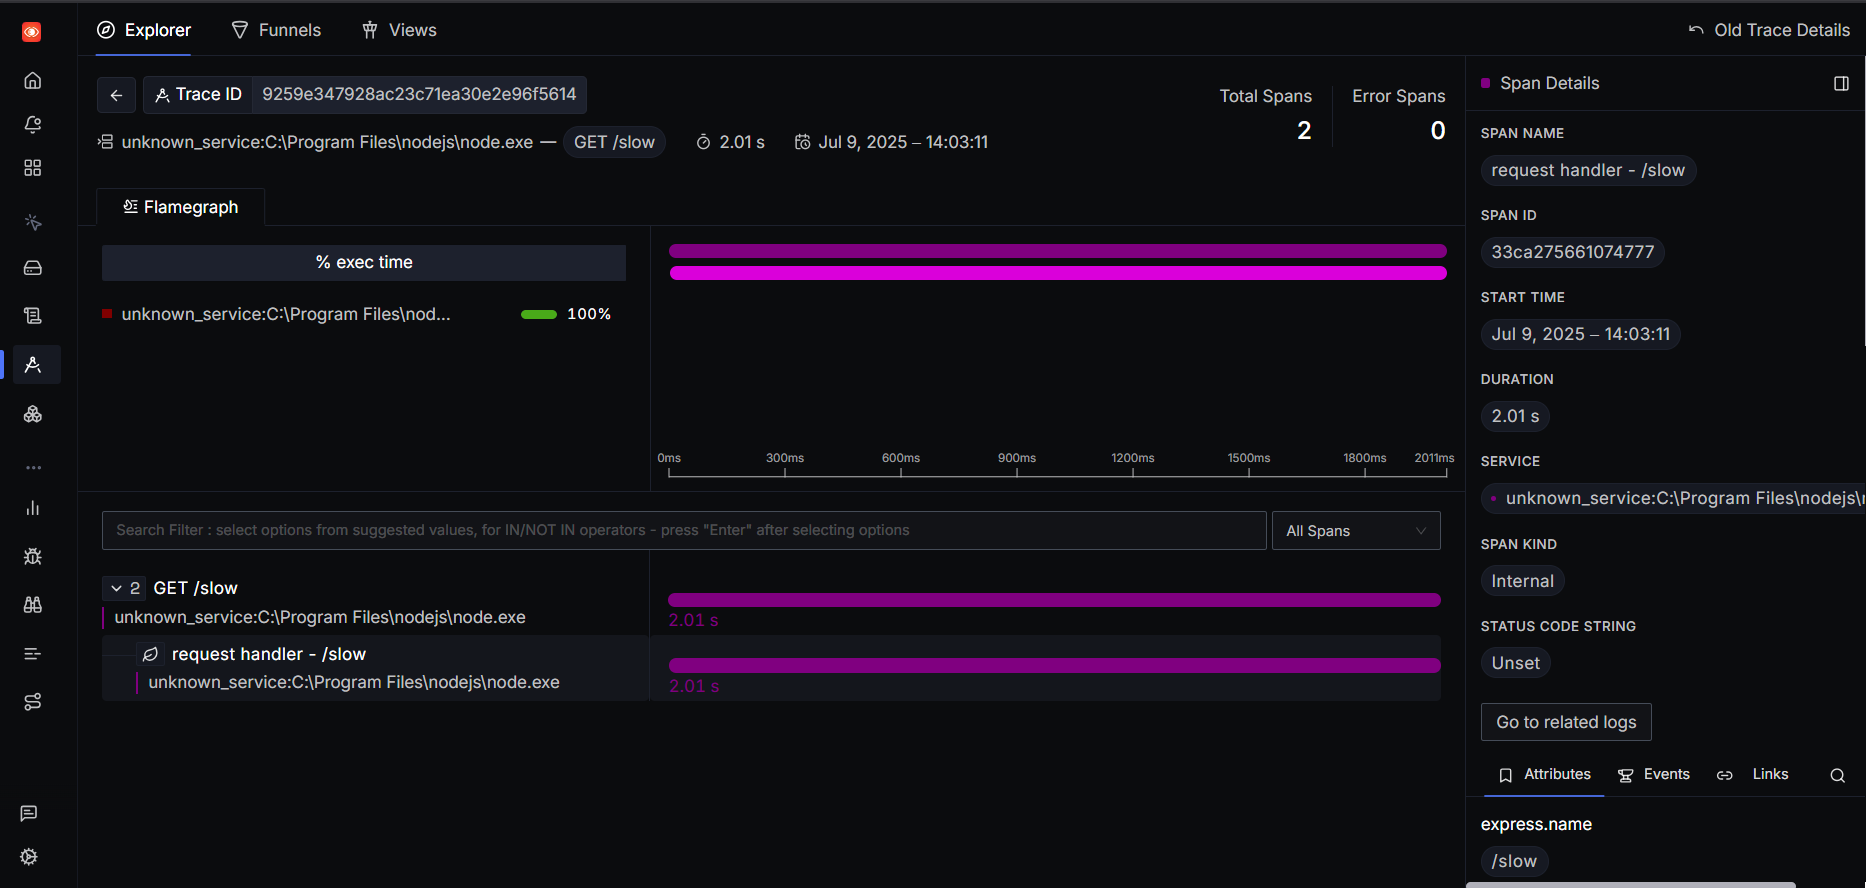 Explorer
Funnels
Views
Old Trace Details
Trace ID
9259e347928ac23c71ea30e2e96f5614
unknown_service:C:\Program Files\nodejs\node.exe — GET /slow
2.01 s
Jul 9, 2025 – 14:03:11
Total Spans
2
Error Spans
0
Flamegraph
% exec time
unknown_service:C:\Program Files\nod...
100%
0ms
300ms
600ms
900ms
1200ms
1500ms
1800ms
2011ms
Search Filter : select options from suggested values, for IN/NOT IN operators - press "Enter" after selecting options
All Spans
2 GET /slow
unknown_service:C:\Program Files\nodejs\node.exe
2.01 s
request handler - /slow
unknown_service:C:\Program Files\nodejs\node.exe
2.01 s
Span Details
SPAN NAME
request handler - /slow
SPAN ID
33ca275661074777
START TIME
Jul 9, 2025 – 14:03:11
DURATION
2.01 s
SERVICE
unknown_service:C:\Program Files\nodejs\
SPAN KIND
Internal
STATUS CODE STRING
Unset
Go to related logs
Attributes
Events
Links
express.name
/slow